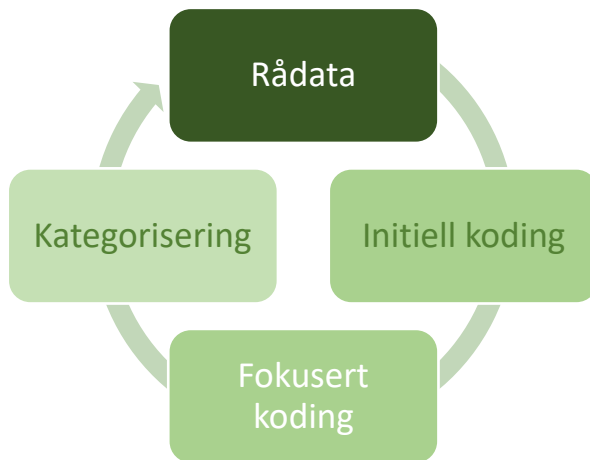 Rådata
Kategorisering
Initiell koding
Fokusert
koding